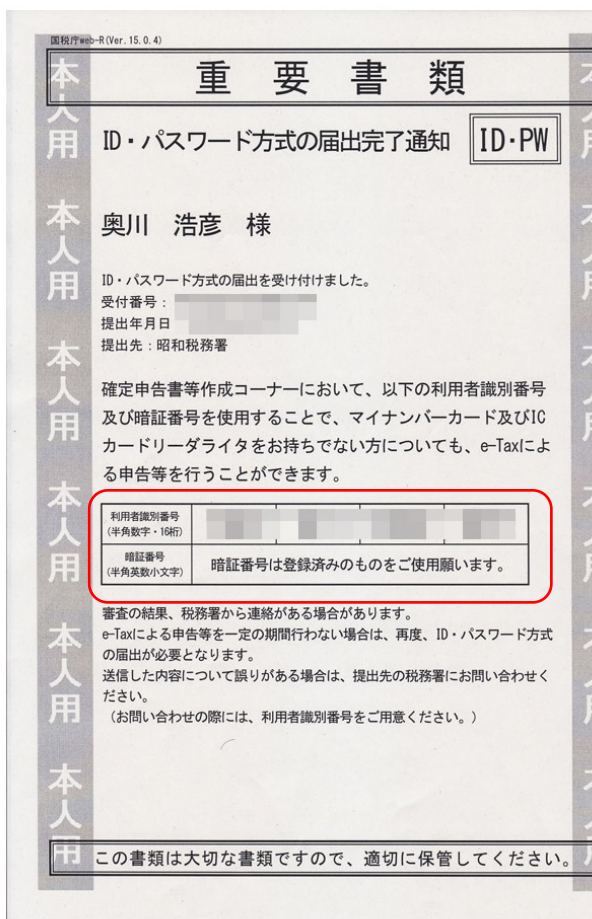 国税庁web-R(Ver.15.0.4)
重要書類
ID・パスワード方式の届出完了通知 ID・PW
奥川 浩彦 様
ID・パスワード方式の届出を受け付けました。
受付番号:
提出年月日
提出先:昭和税務署
確定申告書等作成コーナーにおいて、以下の利用者識別番号
及び暗証番号を使用することで、マイナンバーカード及びIC
カードリーダライタをお持ちでない方についても、e-Taxによ
る申告等を行うことができます。
利用者識別番号
(半角数字・16桁)
暗証番号
(半角英数小文字)
暗証番号は登録済みのものをご使用願います。
審査の結果、税務署から連絡がある場合があります。
e-Taxによる申告等を一定の期間行わない場合は、再度、ID・パスワード方式
の届出が必要となります。
送信した内容について誤りがある場合は、提出先の税務署にお問い合わせく
ださい。
(お問い合わせの際には、利用者識別番号をご用意ください。)
この書類は大切な書類ですので、適切に保管してください。
本人用
本人用
本人用
本人用
本人用
本人用